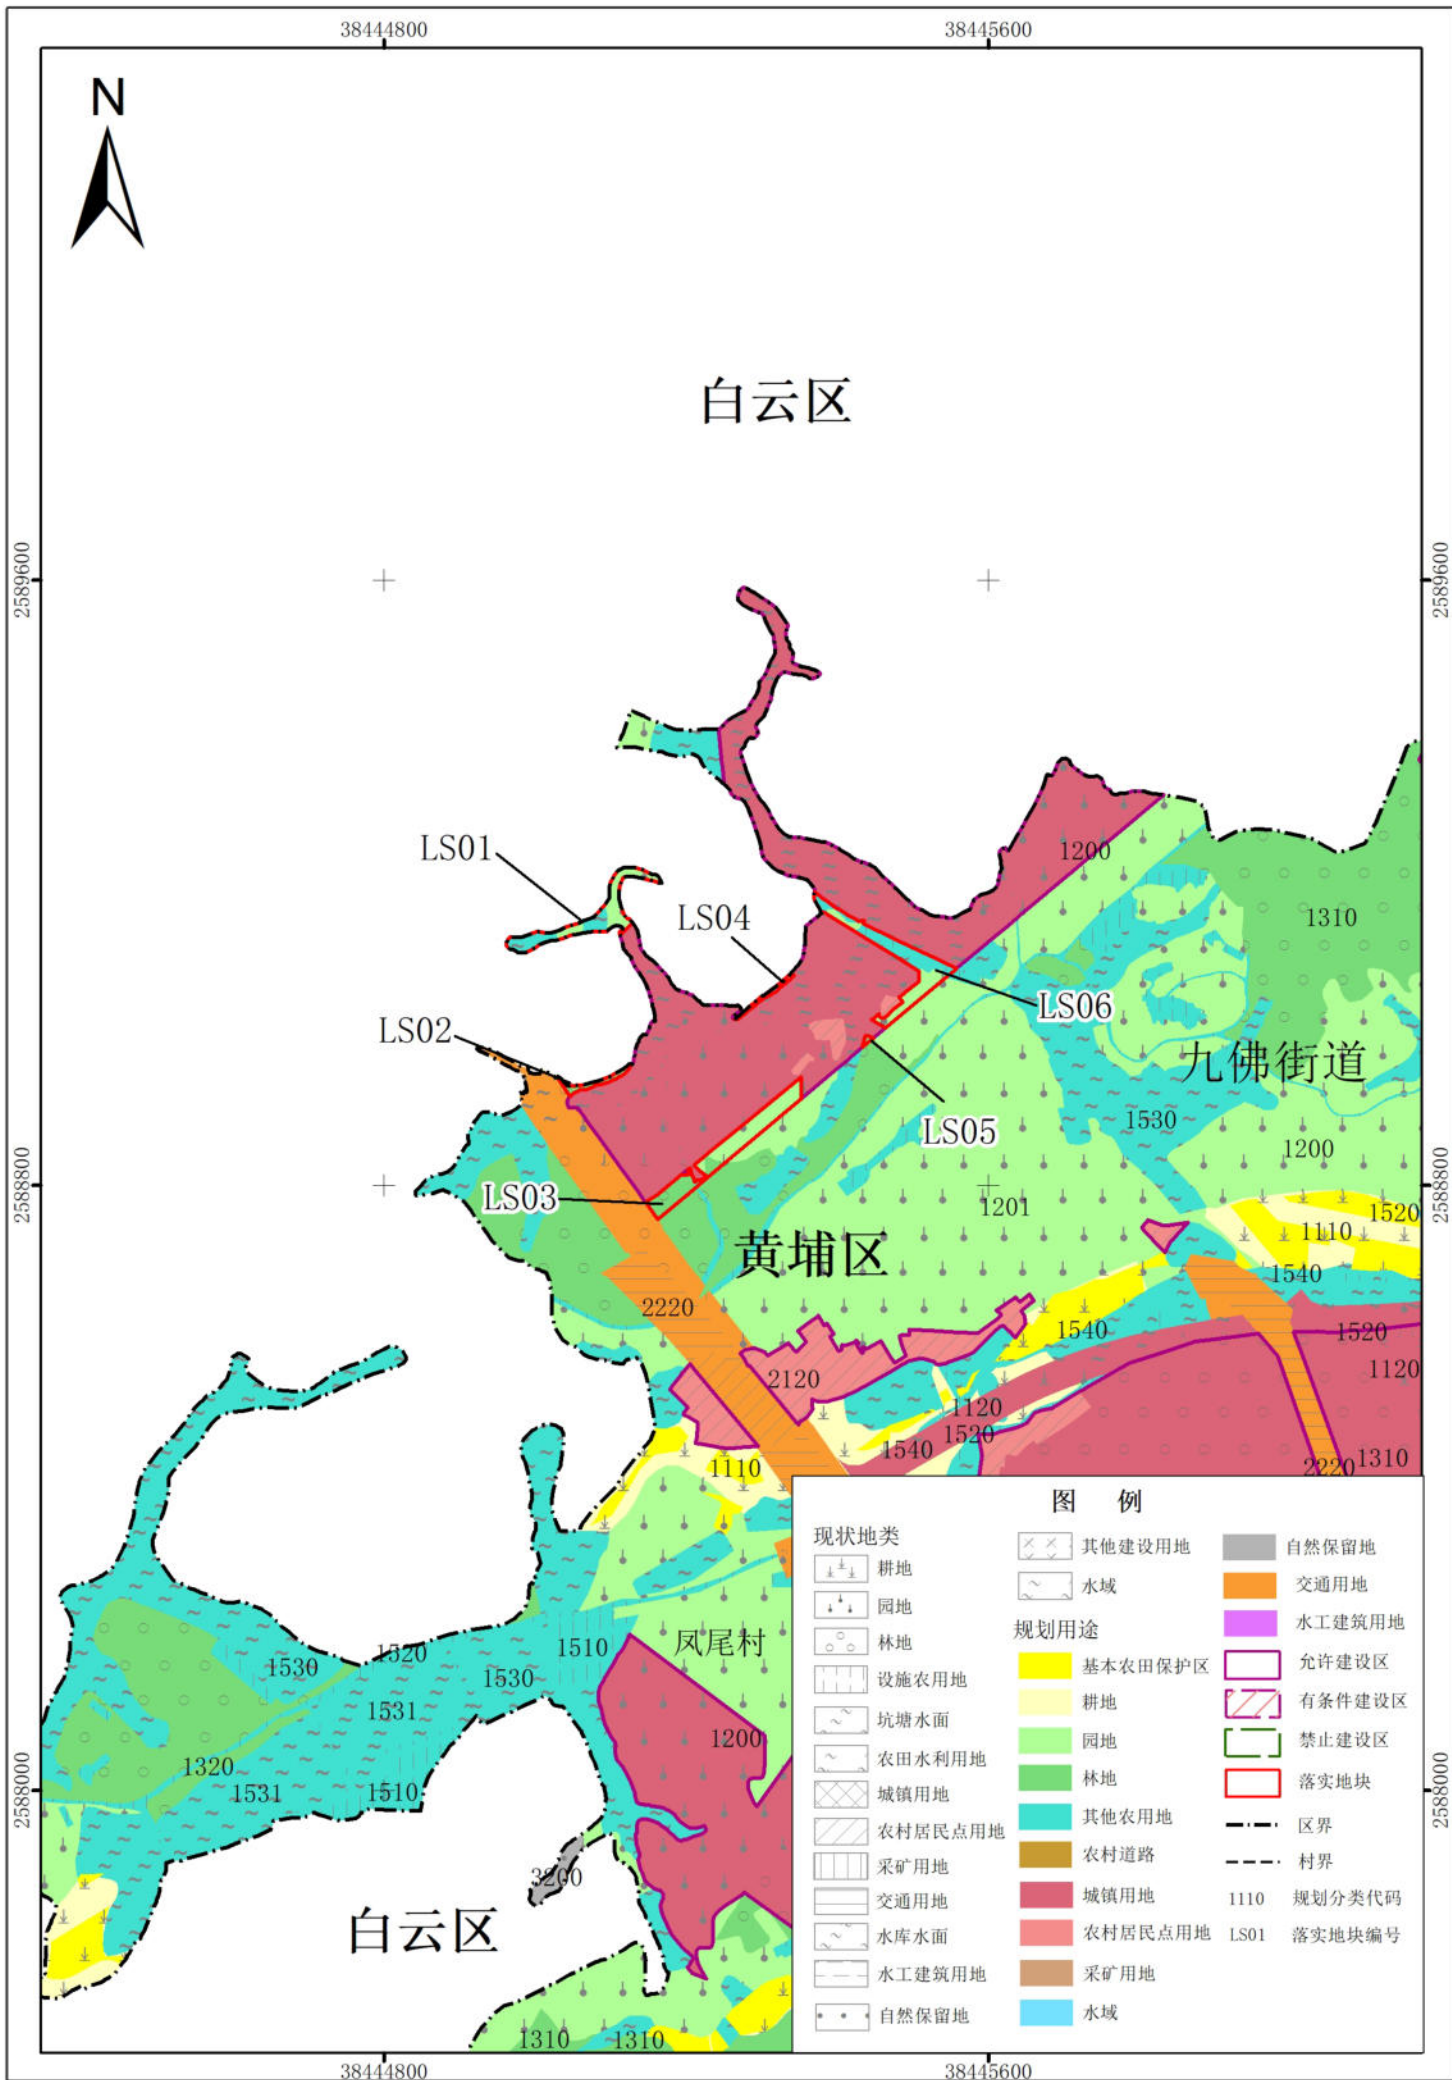 38444800
38445600
N
白云区
2589600
2589600
LS01
1200
LS04
1310
LS06
LS02
九佛街道
LS05
1530
1200
2588800
2588800
LS03
1201
1520
1110
黄埔区
1540
2220
1540
1520
2120
1120
1120
1520
1540
1110
2220
1310
1510
凤尾村
1520
1530
1530
1531
1200
1320
1531
1510
2588000
2588000
3200
白云区
1310
1310
图 例
现状地类
耕地
园地
林地
设施农用地
坑塘水面
农田水利用地
城镇用地
农村居民点用地
采矿用地
交通用地
水库水面
水工建筑用地
自然保留地
其他建设用地
水域
规划用途
基本农田保护区
耕地
园地
林地
其他农用地
农村道路
城镇用地
农村居民点用地
采矿用地
水域
自然保留地
交通用地
水工建筑用地
允许建设区
有条件建设区
禁止建设区
落实地块
区界
村界
1110 规划分类代码
LS01 落实地块编号
38444800
38445600